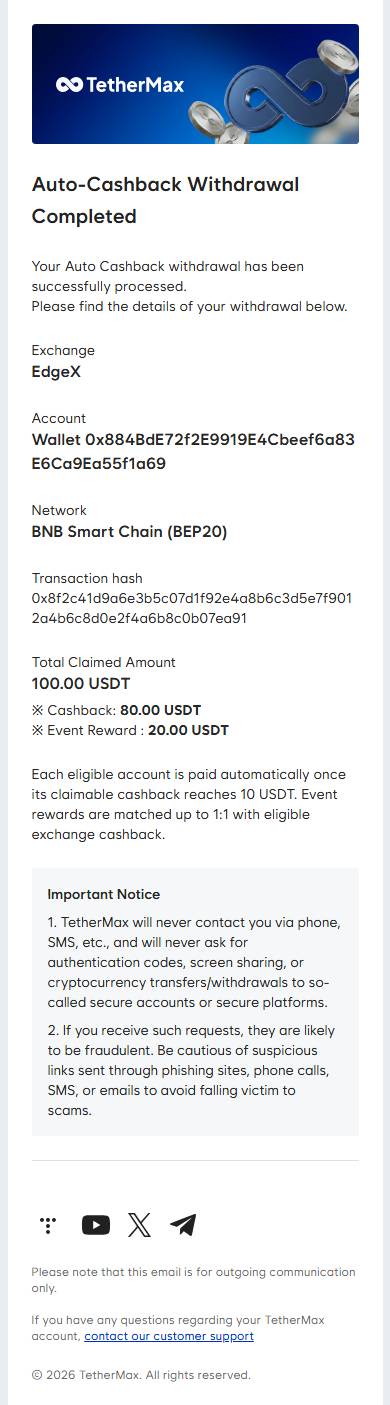 TetherMax
Auto-Cashback Withdrawal
Completed
Your Auto Cashback withdrawal has been
successfully processed.
Please find the details of your withdrawal below.
Exchange
EdgeX
Account
Wallet 0x884BdE72f2E9919E4Cbeef6a83
E6Ca9Ea55f1a69
Network
BNB Smart Chain (BEP20)
Transaction hash
0x8f2c41d9a6e3b5c07d1f92e4a8b6c3d5e7f901
2a4b6c8d0e2f4a6b8c0b07ea91
Total Claimed Amount
100.00 USDT
※ Cashback: 80.00 USDT
※ Event Reward : 20.00 USDT
Each eligible account is paid automatically once
its claimable cashback reaches 10 USDT. Event
rewards are matched up to 1:1 with eligible
exchange cashback.
Important Notice
1. TetherMax will never contact you via phone,
SMS, etc., and will never ask for
authentication codes, screen sharing, or
cryptocurrency transfers/withdrawals to so-
called secure accounts or secure platforms.
2. If you receive such requests, they are likely
to be fraudulent. Be cautious of suspicious
links sent through phishing sites, phone calls,
SMS, or emails to avoid falling victim to
scams.
Please note that this email is for outgoing communication
only.
If you have any questions regarding your TetherMax
account, contact our customer support
© 2026 TetherMax. All rights reserved.